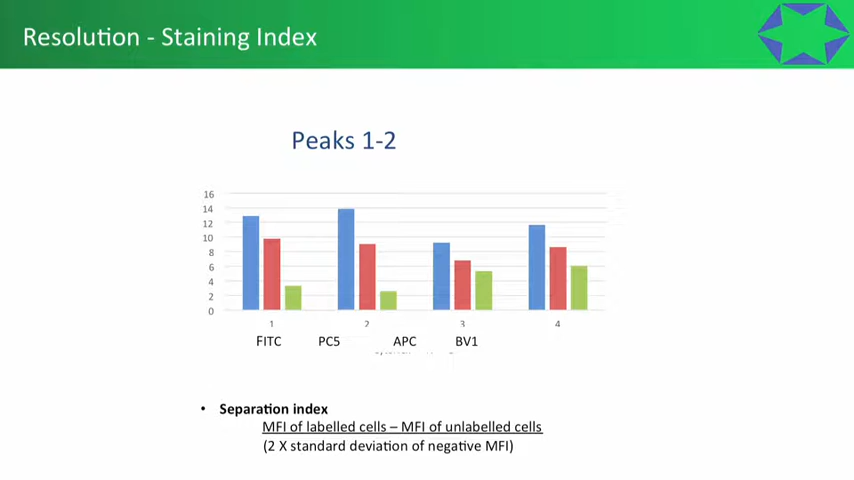 Resolution - Staining Index
Peaks 1-2
16
14
12
10
8
6
4
2
0
1 2 3 4
FITC PC5 APC BV1
• Separation index
MFI of labelled cells – MFI of unlabelled cells
(2 X standard deviation of negative MFI)